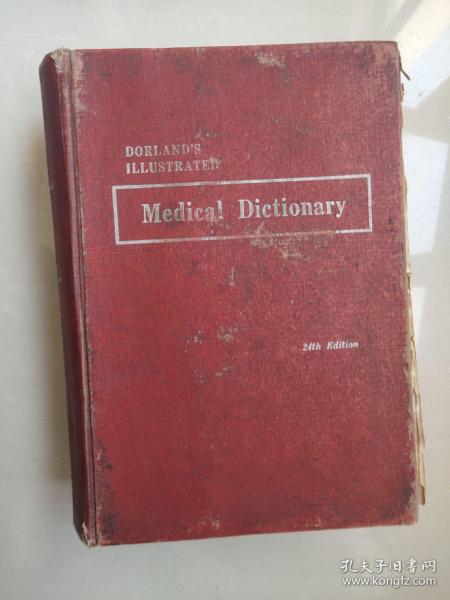 DORLAND'S
ILLUSTRATED
Medical Dictionary
24th Edition
孔夫子旧书网
www.kongfz.com